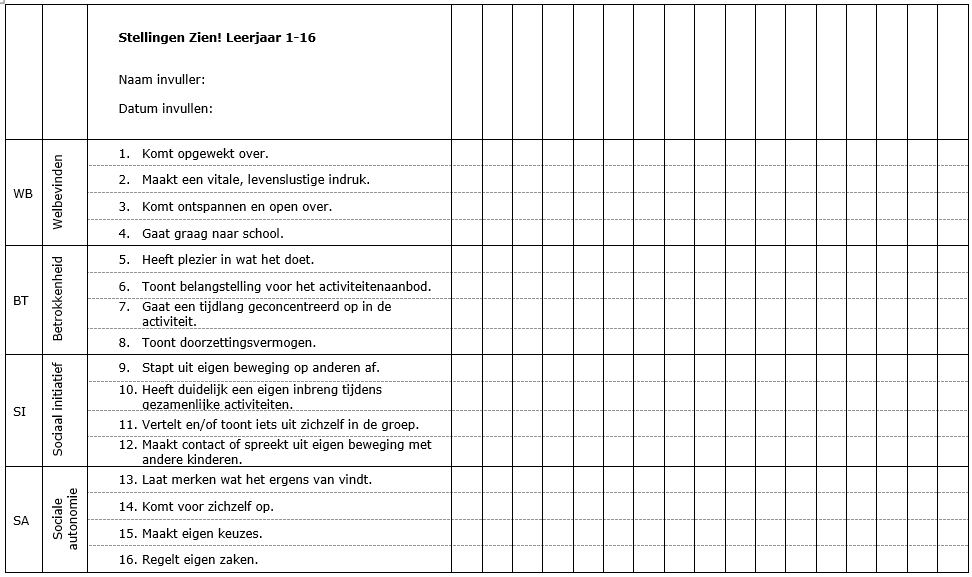 Stellingen Zien! Leerjaar 1-16
Naam invuller:
Datum invullen:
WB
Welbevinden
1. Komt opgewekt over.
2. Maakt een vitale, levenslustige indruk.
3. Komt ontspannen en open over.
4. Gaat graag naar school.
BT
Betrokkenheid
5. Heeft plezier in wat het doet.
6. Toont belangstelling voor het activiteitenaanbod.
7. Gaat een tijdlang geconcentreerd op in de
activiteit.
8. Toont doorzettingsvermogen.
SI
Sociaal initiatief
9. Stapt uit eigen beweging op anderen af.
10. Heeft duidelijk een eigen inbreng tijdens
gezamenlijke activiteiten.
11. Vertelt en/of toont iets uit zichzelf in de groep.
12. Maakt contact of spreekt uit eigen beweging met
andere kinderen.
SA
Sociale
autonomie
13. Laat merken wat het ergens van vindt.
14. Komt voor zichzelf op.
15. Maakt eigen keuzes.
16. Regelt eigen zaken.